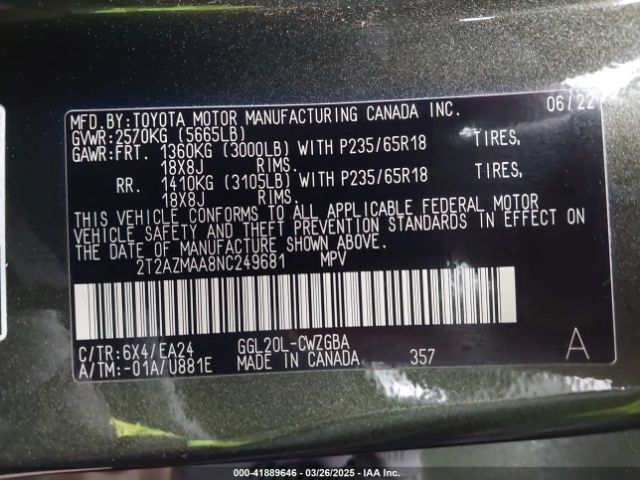 MFD.BY:TOYOTA MOTOR MANUFACTURING CANADA INC. 06/22
GVWR:2570KG (5665LB)
GAWR:FRT. 1360KG (3000LB) WITH P235/65R18 TIRES,
18X8J RIMS.
RR. 1410KG (3105LB) WITH P235/65R18 TIRES,
18X8J RIMS.
THIS VEHICLE CONFORMS TO ALL APPLICABLE FEDERAL MOTOR
VEHICLE SAFETY AND THEFT PREVENTION STANDARDS IN EFFECT ON
THE DATE OF MANUFACTURE SHOWN ABOVE.
2T2AZMAA8NC249681 MPV
C/TR:6X4/EA24 GGL20L-CWZGBA
A/TM:-01A/U881E MADE IN CANADA 357 A
000-41889646 | 03/26/2025 | IAA Inc.